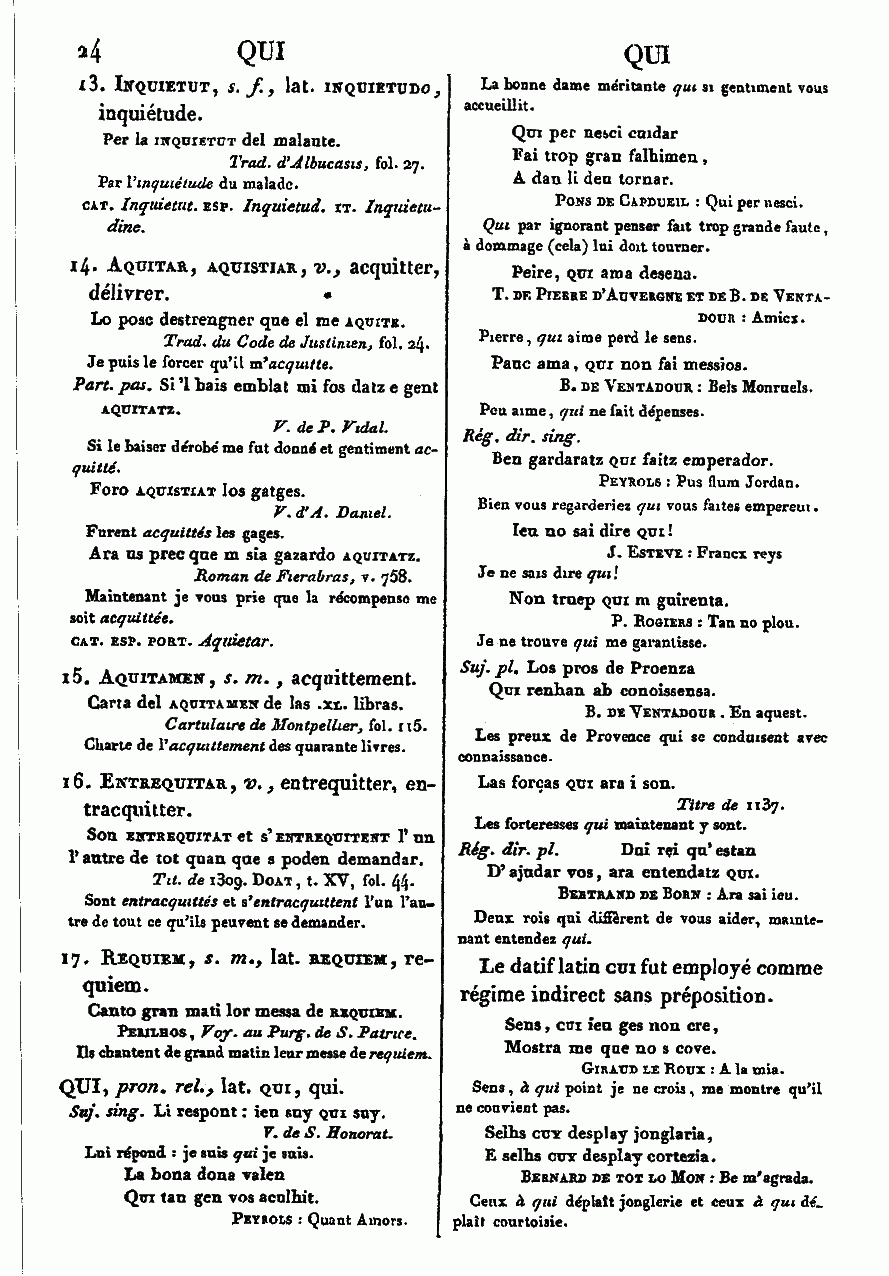 24 QUI QUI
13. INQUIETUT, s. f., lat. INQUIETUDO,
inquiétude.
Per la INQUIETUT del malaute.
Trad. d'Albucasis, fol. 27.
Par l'inquiétude du malade.
CAT. Inquietut. ESP. Inquietud. IT. Inquietu-
dine.
14. AQUITAR, AQUISTIAR, v., acquitter,
délivrer.
Lo posc destrengner que el me AQUITE.
Trad. du Code de Justinien, fol. 24.
Je puis le forcer qu'il m'acquitte.
Part. pas. Si 'l bais emblat mi fos datz e gent
AQUITATZ.
V. de P. Vidal.
Si le baiser dérobé me fut donné et gentiment ac-
quitté.
Foro AQUISTIAT los gatges.
V. d'A. Daniel.
Furent acquittés les gages.
Ara us prec que m sia gazardo AQUITATZ.
Roman de Fierabras, v. 758.
Maintenant je vous prie que la récompense me
soit acquittée.
CAT. ESP. PORT. Aquietar.
15. AQUITAMEN, s. m., acquittement.
Carta del AQUITAMEN de las .XL. libras.
Cartulaire de Montpellier, fol. 115.
Charte de l'acquittement des quarante livres.
16. ENTREQUITAR, v., entrequitter, en-
tracquitter.
Son ENTREQUITAT et s'ENTREQUITENT l' un
l'autre de tot quan que s poden demandar.
Tit. de 1309. DOAT, t. XV, fol. 44.
Sont entracquittés et s'entracquittent l'un l'au-
tre de tout ce qu'ils peuvent se demander.
17. REQUIEM, s. m., lat. REQUIEM, re-
quiem.
Canto gran mati lor messa de REQUIEM.
PERILHOS, Voy. au Purg. de S. Patrice.
Ils chantent de grand matin leur messe de requiem.
QUI, pron. rel., lat. QUI, qui.
Suj. sing. Li respont : ieu suy QUI suy.
V. de S. Honorat.
Lui répond : je suis qui je suis.
La bona dona valen
QUI tan gen vos aculhit.
PEYROLS : Quant Amors.
La bonne dame méritante qui si gentiment vous
accueillit.
QUI per nesci cuidar
Fai trop gran falhimen,
A dan li deu tornar.
PONS DE CAPDUEIL : Qui per nesci.
Qui par ignorant penser fait trop grande faute,
à dommage (cela) lui doit tourner.
Peire, QUI ama desena.
T. DE PIERRE D'AUVERGNE ET DE B. DE VENTA-
DOUR : Amicx.
Pierre, qui aime perd le sens.
Pauc ama, QUI non fai messios.
B. DE VENTADOUR : Bels Monruels.
Peu aime, qui ne fait dépenses.
Rég. dir. sing.
Ben gardaratz QUI faitz emperador.
PEYROLS : Pus flum Jordan.
Bien vous regarderiez qui vous faites empereur.
Ieu no sai dire QUI!
J. ESTEVE : Francx reys
Je ne sais dire qui!
Non truep QUI m guirenta.
P. ROGIERS : Tan no plou.
Je ne trouve qui me garantisse.
Suj. pl. Los pros de Proenza
QUI renhan ab conoissensa.
B. DE VENTADOUR. En aquest.
Les preux de Provence qui se conduisent avec
connaissance.
Las forças QUI ara i son.
Titre de 1137.
Les forteresses qui maintenant y sont.
Rég. dir. pl. Dui rei qu'estan
D'ajudar vos, ara entendatz QUI.
BERTRAND DE BORN : Ara sai ieu.
Deux rois qui diffèrent de vous aider, mainte-
nant entendez qui.
Le datif latin CUI fut employé comme
régime indirect sans préposition.
Sens, CUI ieu ges non cre,
Mostra me que no s cove.
GIRAUD LE ROUX : A la mia.
Sens, à qui point je ne crois, me montre qu'il
ne convient pas.
Selhs CUY desplay jonglaria,
E selhs CUY desplay cortezia.
BERNARD DE TOT LO MON : Be m'agrada.
Ceux à qui déplaît jonglerie et ceux à qui dé-
plaît courtoisie.